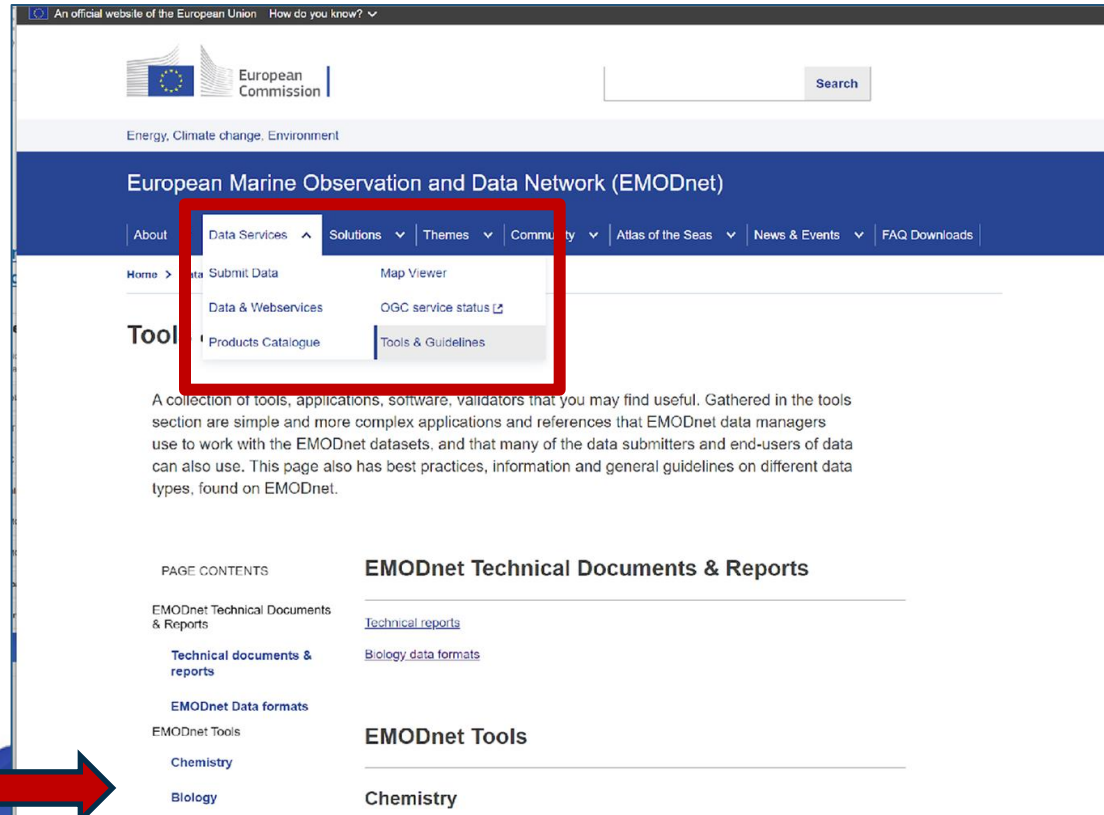 An official website of the European Union How do you know?
European
Commission
Search
Energy, Climate change, Environment
European Marine Observation and Data Network (EMODnet)
About Data Services Solutions Themes Community Atlas of the Seas News & Events FAQ Downloads
Home >
Submit Data Map Viewer
Data & Webservices OGC service status
Products Catalogue Tools & Guidelines
Tools
A collection of tools, applications, software, validators that you may find useful. Gathered in the tools
section are simple and more complex applications and references that EMODnet data managers
use to work with the EMODnet datasets, and that many of the data submitters and end-users of data
can also use. This page also has best practices, information and general guidelines on different data
types, found on EMODnet.
PAGE CONTENTS
EMODnet Technical Documents
& Reports
Technical documents &
reports
EMODnet Data formats
EMODnet Tools
Chemistry
Biology
EMODnet Technical Documents & Reports
Technical reports
Biology data formats
EMODnet Tools
Chemistry